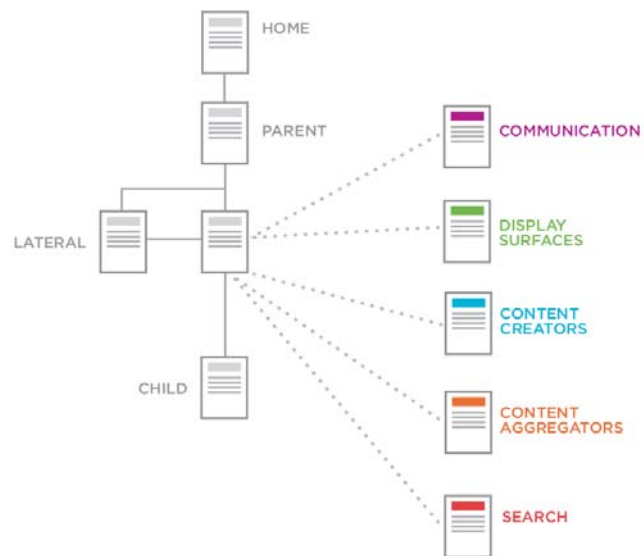 HOME
PARENT
COMMUNICATION
LATERAL
DISPLAY
SURFACES
CONTENT
CREATORS
CHILD
CONTENT
AGGREGATORS
SEARCH